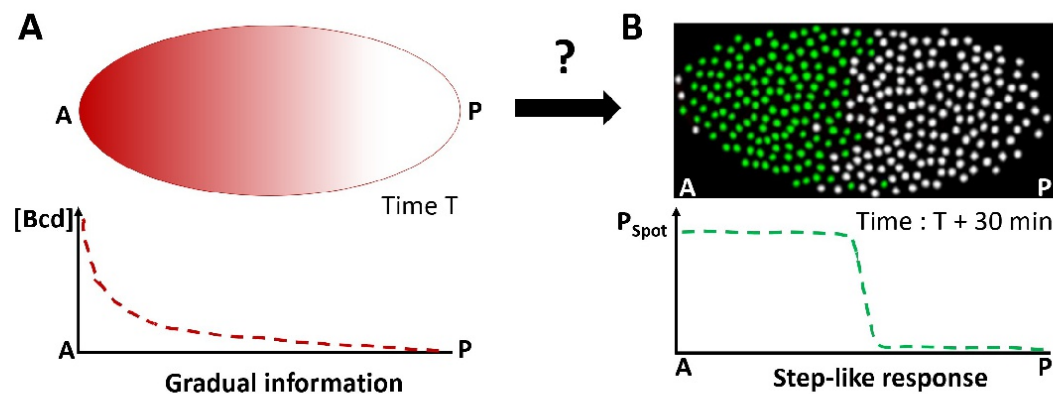 A
A
P
Time T
[Bcd]
A
P
Gradual information
?
B
A
P
P_Spot
Time : T + 30 min
A
P
Step-like response